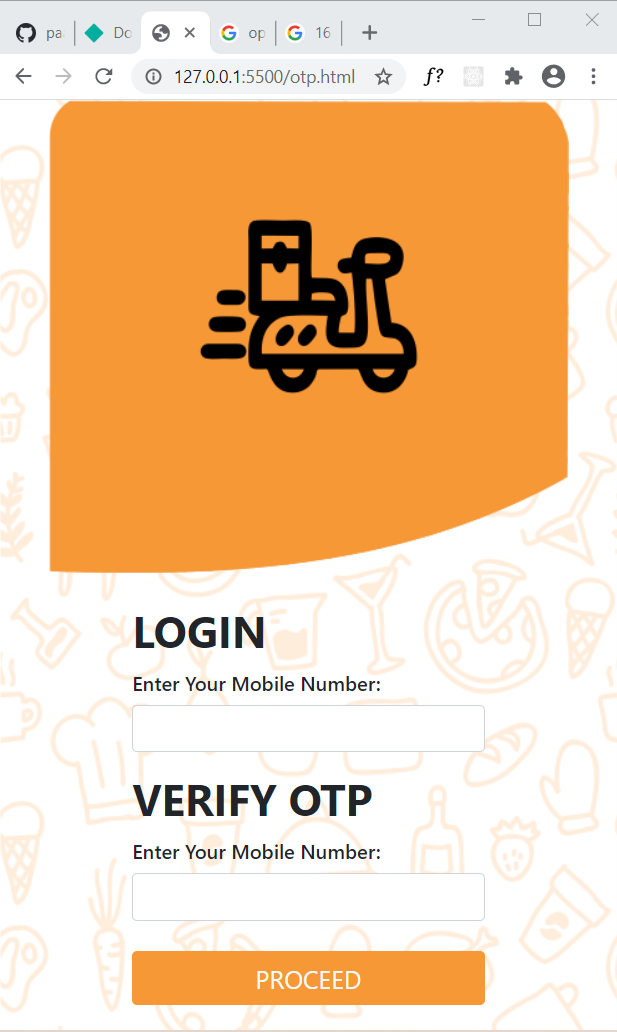 pa
Do
op
16
127.0.0.1:5500/otp.html
f?
LOGIN
Enter Your Mobile Number:
VERIFY OTP
Enter Your Mobile Number:
PROCEED